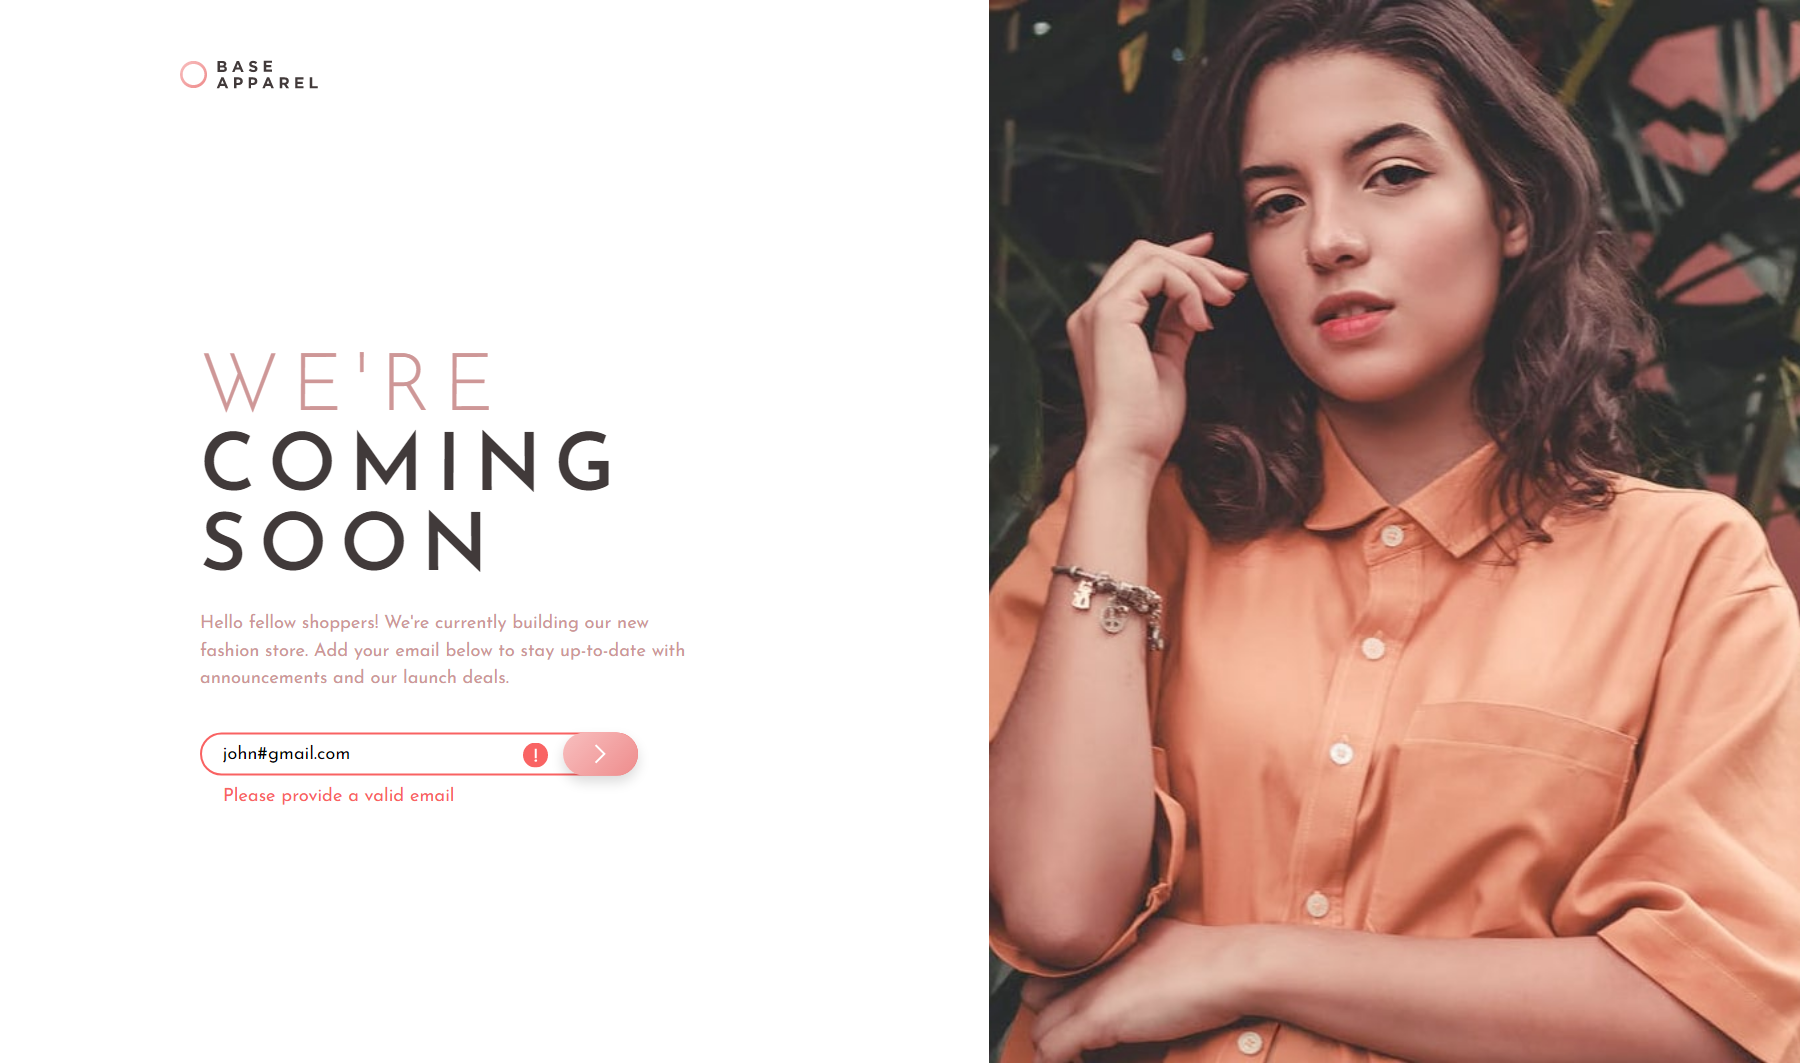 BASE
APPAREL
WE'RE
COMING
SOON
Hello fellow shoppers! We're currently building our new
fashion store. Add your email below to stay up-to-date with
announcements and our launch deals.
john#gmail.com
!
Please provide a valid email